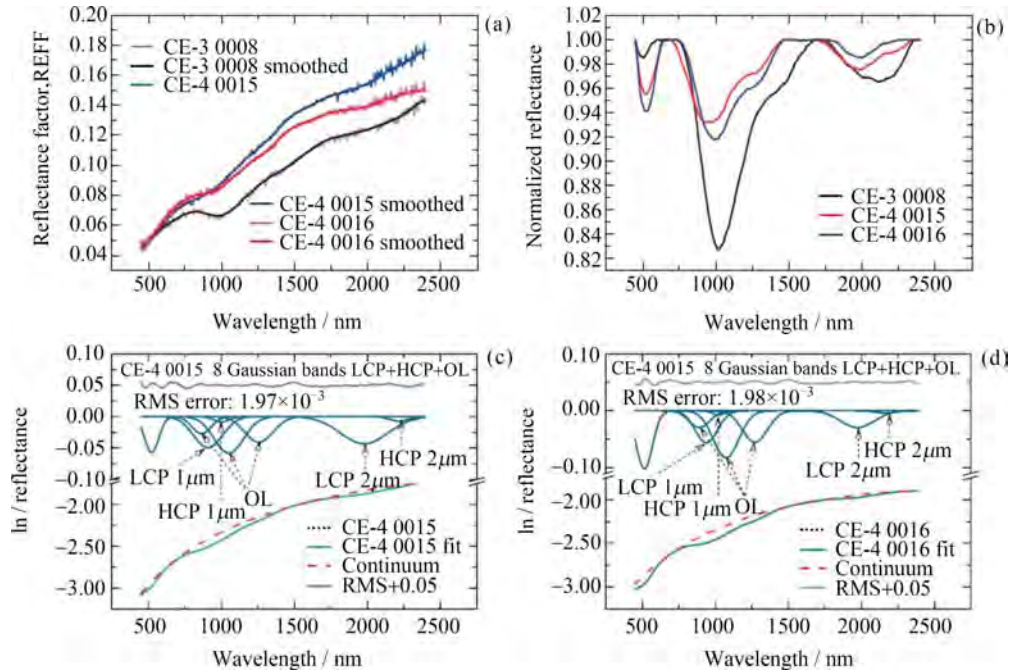 (a)
0.20
0.18
0.16
0.14
0.12
0.10
0.08
0.06
0.04
Reflectance factor,REFF
CE-3 0008
CE-3 0008 smoothed
CE-4 0015
CE-4 0015 smoothed
CE-4 0016
CE-4 0016 smoothed
500 1000 1500 2000 2500
Wavelength / nm
(b)
1.00
0.98
0.96
0.94
0.92
0.90
0.88
0.86
0.84
0.82
Normalized reflectance
CE-3 0008
CE-4 0015
CE-4 0016
500 1000 1500 2000 2500
Wavelength / nm
(c)
0.10
0.05
0.00
−0.05
−0.10
−2.00
−2.50
−3.00
ln / reflectance
CE-4 0015 8 Gaussian bands LCP+HCP+OL
RMS error: 1.97×10⁻³
LCP 1μm
HCP 1μm
OL
LCP 2μm
HCP 2μm
CE-4 0015
CE-4 0015 fit
Continuum
RMS+0.05
500 1000 1500 2000 2500
Wavelength / nm
(d)
0.10
0.05
0.00
−0.05
−0.10
−2.00
−2.50
−3.00
ln / reflectance
CE-4 0015 8 Gaussian bands LCP+HCP+OL
RMS error: 1.98×10⁻³
LCP 1μm
HCP 1μm
OL
LCP 2μm
HCP 2μm
CE-4 0016
CE-4 0016 fit
Continuum
RMS+0.05
500 1000 1500 2000 2500
Wavelength / nm